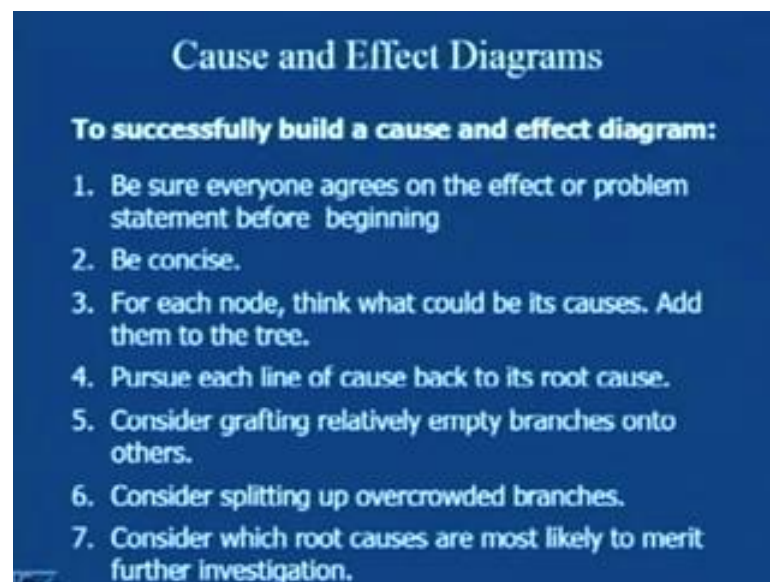 Cause and Effect Diagrams
To successfully build a cause and effect diagram:
1. Be sure everyone agrees on the effect or problem
statement before beginning
2. Be concise.
3. For each node, think what could be its causes. Add
them to the tree.
4. Pursue each line of cause back to its root cause.
5. Consider grafting relatively empty branches onto
others.
6. Consider splitting up overcrowded branches.
7. Consider which root causes are most likely to merit
further investigation.